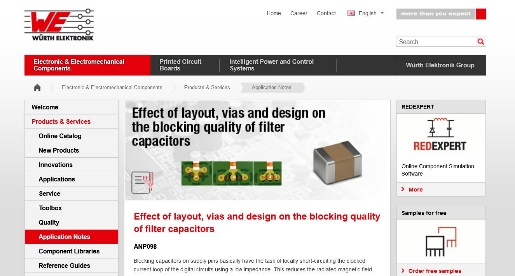 WE
WÜRTH ELEKTRONIK
Home Career Contact English
more than you expect
Search
Electronic & Electromechanical
Components
Printed Circuit
Boards
Intelligent Power and Control
Systems
Würth Elektronik Group
Electronic & Electromechanical Components Products & Services Application Notes
Welcome
Products & Services
Online Catalog
New Products
Innovations
Applications
Service
Toolbox
Quality
Application Notes
Component Libraries
Reference Guides
Effect of layout, vias and design on
the blocking quality of filter
capacitors
Effect of layout, vias and design on the blocking quality
of filter capacitors
ANP098
Blocking capacitors on supply pins basically have the task of locally short-circuiting the clocked
current loop of the digital circuits using a low impedance. This reduces the radiated magnetic field
REDEXPERT
REDEXPERT
Online Component Simulation
Software
More
Samples for free
Order free samples